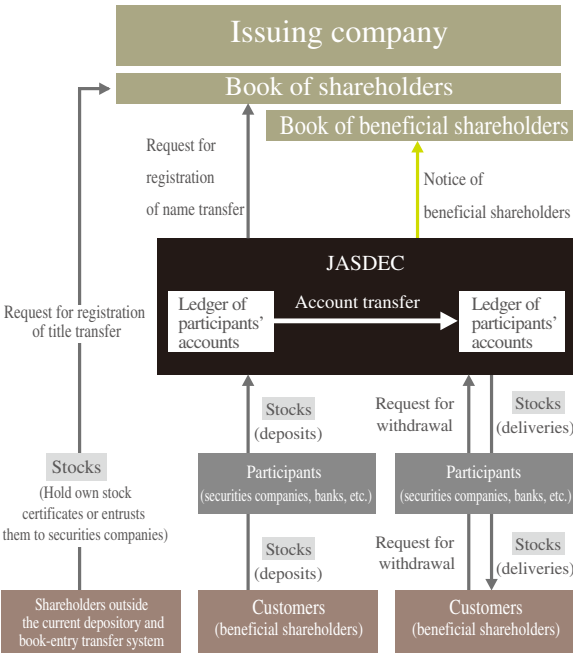 Issuing company
Book of shareholders
Book of beneficial shareholders
Request for
registration
of name transfer
Notice of
beneficial shareholders
JASDEC
Ledger of
participants'
accounts
Account transfer
Ledger of
participants'
accounts
Request for registration
of title transfer
Stocks
(deposits)
Request for
withdrawal
Stocks
(deliveries)
Stocks
(Hold own stock
certificates or entrusts
them to securities companies)
Participants
(securities companies, banks, etc.)
Participants
(securities companies, banks, etc.)
Stocks
(deposits)
Request for
withdrawal
Stocks
(deliveries)
Shareholders outside
the current depository and
book-entry transfer system
Customers
(beneficial shareholders)
Customers
(beneficial shareholders)